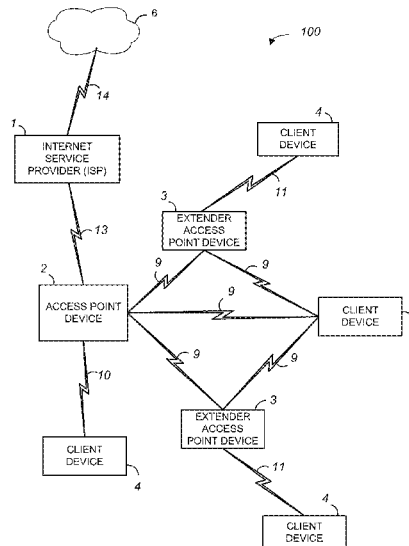 6
100
14
1
INTERNET
SERVICE
PROVIDER (ISP)
4
CLIENT
DEVICE
11
13
3
EXTENDER ACCESS
POINT DEVICE
9
9
2
9
ACCESS POINT
DEVICE
CLIENT
DEVICE
9
9
10
3
EXTENDER ACCESS
POINT DEVICE
CLIENT
DEVICE
4
11
4
CLIENT
DEVICE